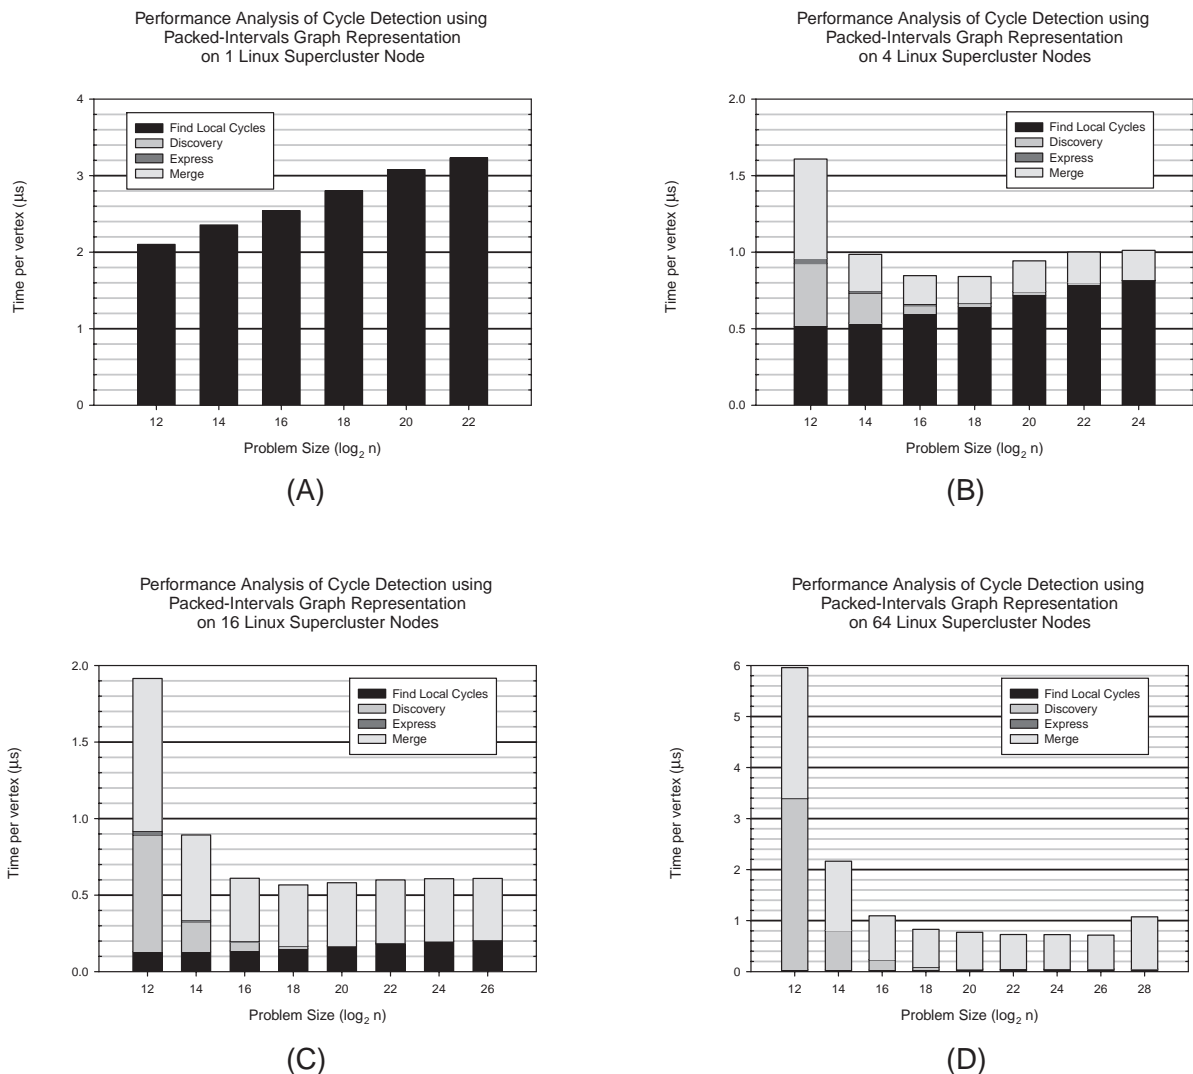 Performance Analysis of Cycle Detection using
Packed-Intervals Graph Representation
on 1 Linux Supercluster Node
Time per vertex (µs)
4
3
2
1
0
Find Local Cycles
Discovery
Express
Merge
12 14 16 18 20 22
Problem Size (log2 n)
(A)
Performance Analysis of Cycle Detection using
Packed-Intervals Graph Representation
on 4 Linux Supercluster Nodes
Time per vertex (µs)
2.0
1.5
1.0
0.5
0.0
Find Local Cycles
Discovery
Express
Merge
12 14 16 18 20 22 24
Problem Size (log2 n)
(B)
Performance Analysis of Cycle Detection using
Packed-Intervals Graph Representation
on 16 Linux Supercluster Nodes
Time per vertex (µs)
2.0
1.5
1.0
0.5
0.0
Find Local Cycles
Discovery
Express
Merge
12 14 16 18 20 22 24 26
Problem Size (log2 n)
(C)
Performance Analysis of Cycle Detection using
Packed-Intervals Graph Representation
on 64 Linux Supercluster Nodes
Time per vertex (µs)
6
5
4
3
2
1
0
Find Local Cycles
Discovery
Express
Merge
12 14 16 18 20 22 24 26 28
Problem Size (log2 n)
(D)